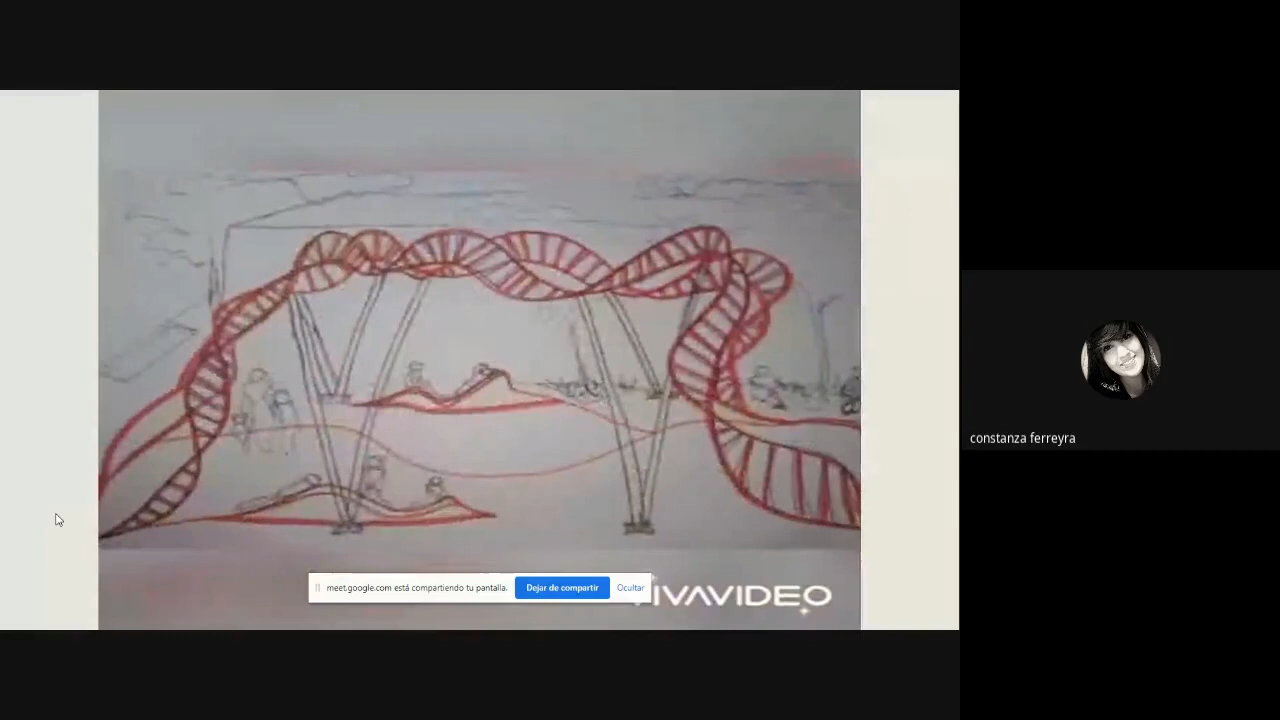 meet.google.com está compartiendo tu pantalla.
Dejar de compartir
Ocultar
VIVAVIDEO
constanza ferreyra